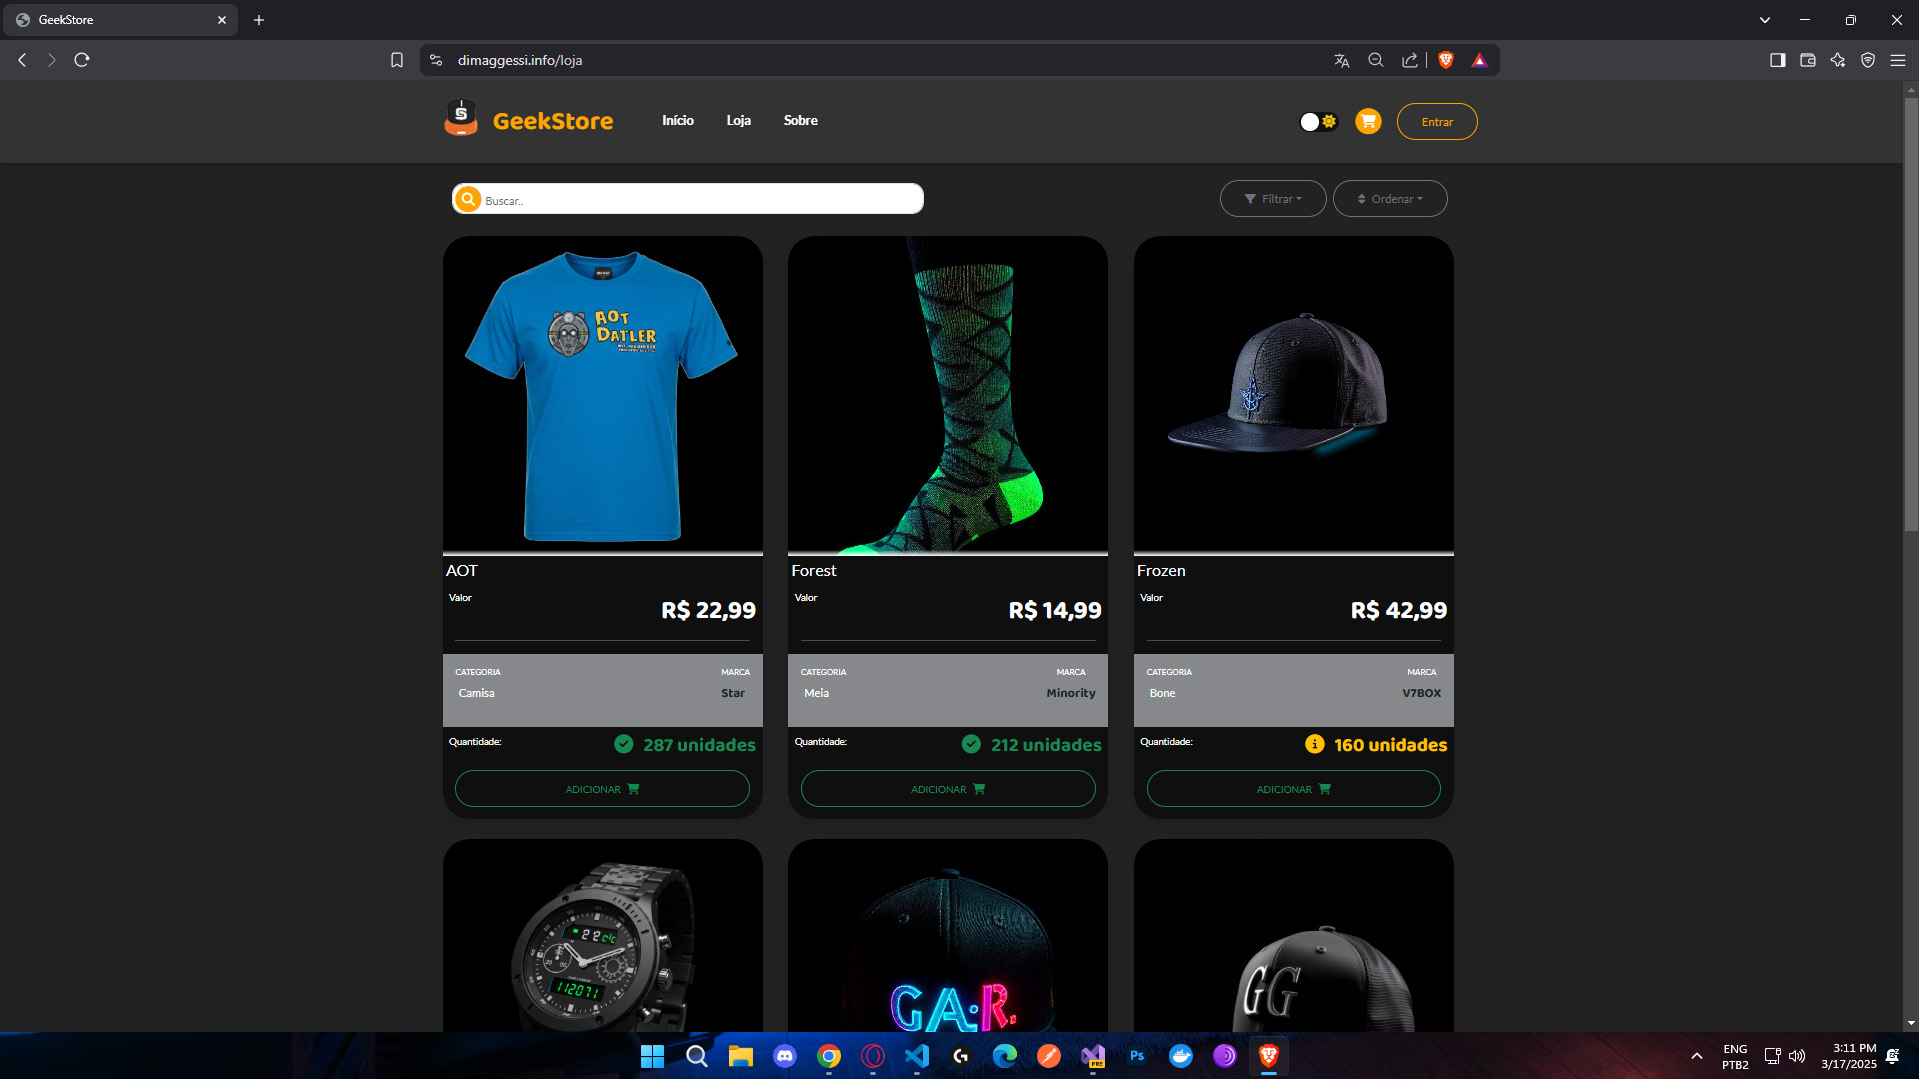 GeekStore
dimaggessi.info/loja
S
GeekStore
Início
Loja
Sobre
Entrar
Buscar..
Filtrar
Ordenar
AOT
DATLER
AOT
Valor
R$ 22,99
CATEGORIA
MARCA
Camisa
Star
Quantidade:
287 unidades
ADICIONAR
Forest
Valor
R$ 14,99
CATEGORIA
MARCA
Meia
Minority
Quantidade:
212 unidades
ADICIONAR
Frozen
Valor
R$ 42,99
CATEGORIA
MARCA
Bone
V7BOX
Quantidade:
160 unidades
ADICIONAR
112071
GA.R.
GG
Ps
PRE
ENG
PTB2
3:11 PM
3/17/2025